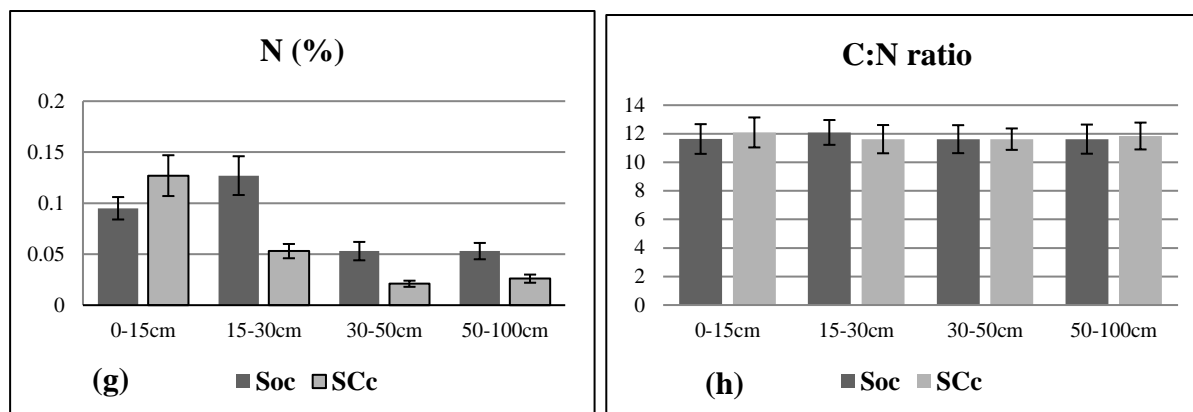 N (%)
0.2
0.15
0.1
0.05
0
0-15cm 15-30cm 30-50cm 50-100cm
(g) Soc SCc
C:N ratio
14
12
10
8
6
4
2
0
0-15cm 15-30cm 30-50cm 50-100cm
Soc SCc (h)